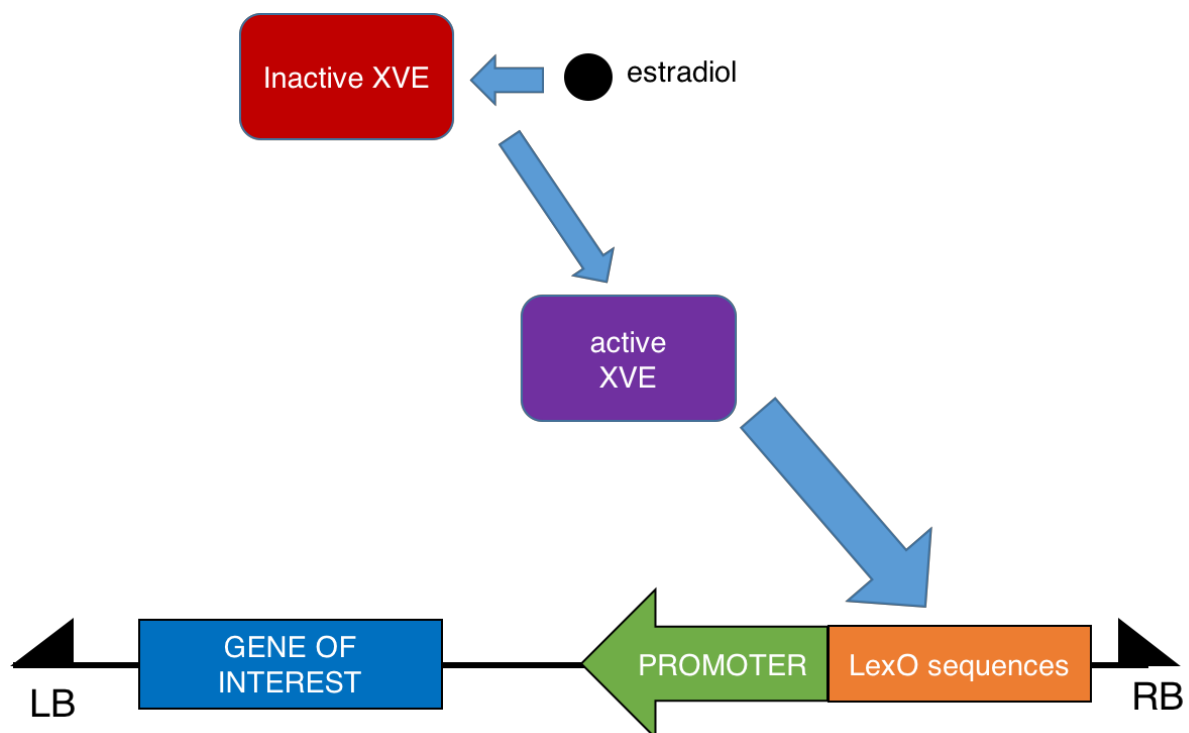 Inactive XVE
estradiol
active
XVE
GENE OF
INTEREST
PROMOTER
LexO sequences
LB
RB